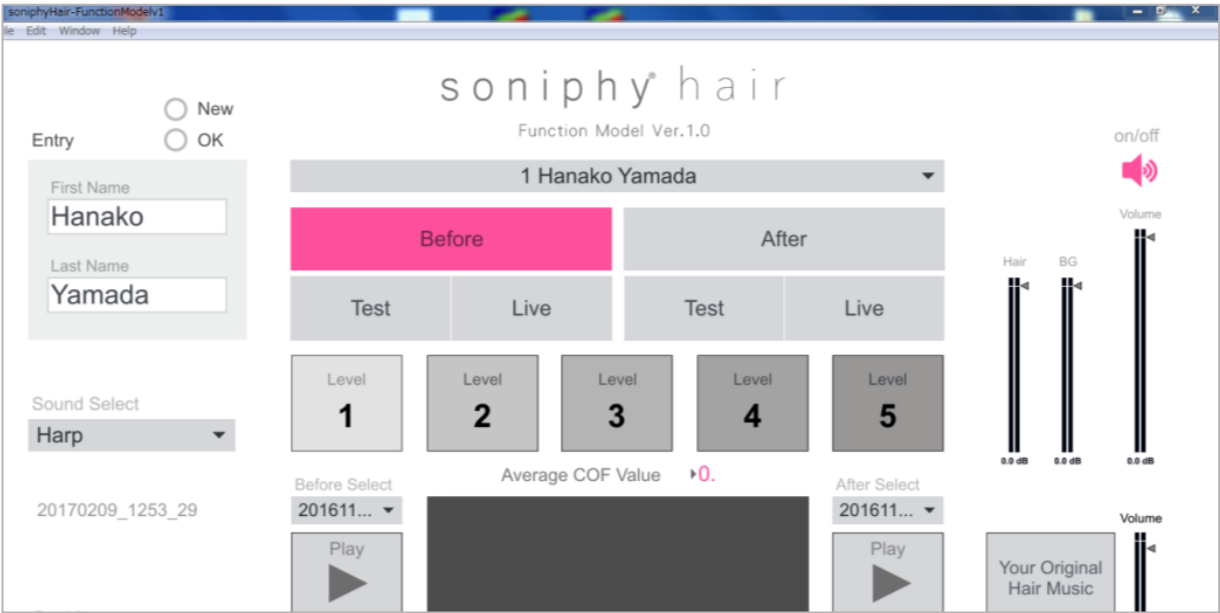 soniphyHair-FunctionModelv1
le Edit Window Help
soniphy® hair
Function Model Ver.1.0
New
Entry
OK
First Name
Hanako
Last Name
Yamada
Sound Select
Harp
20170209_1253_29
1 Hanako Yamada
Before
After
Test
Live
Test
Live
Level
1
Level
2
Level
3
Level
4
Level
5
Average COF Value
0.
Before Select
201611...
Play
After Select
201611...
Play
on/off
Volume
Hair
BG
0.0 dB
0.0 dB
0.0 dB
Volume
Your Original
Hair Music